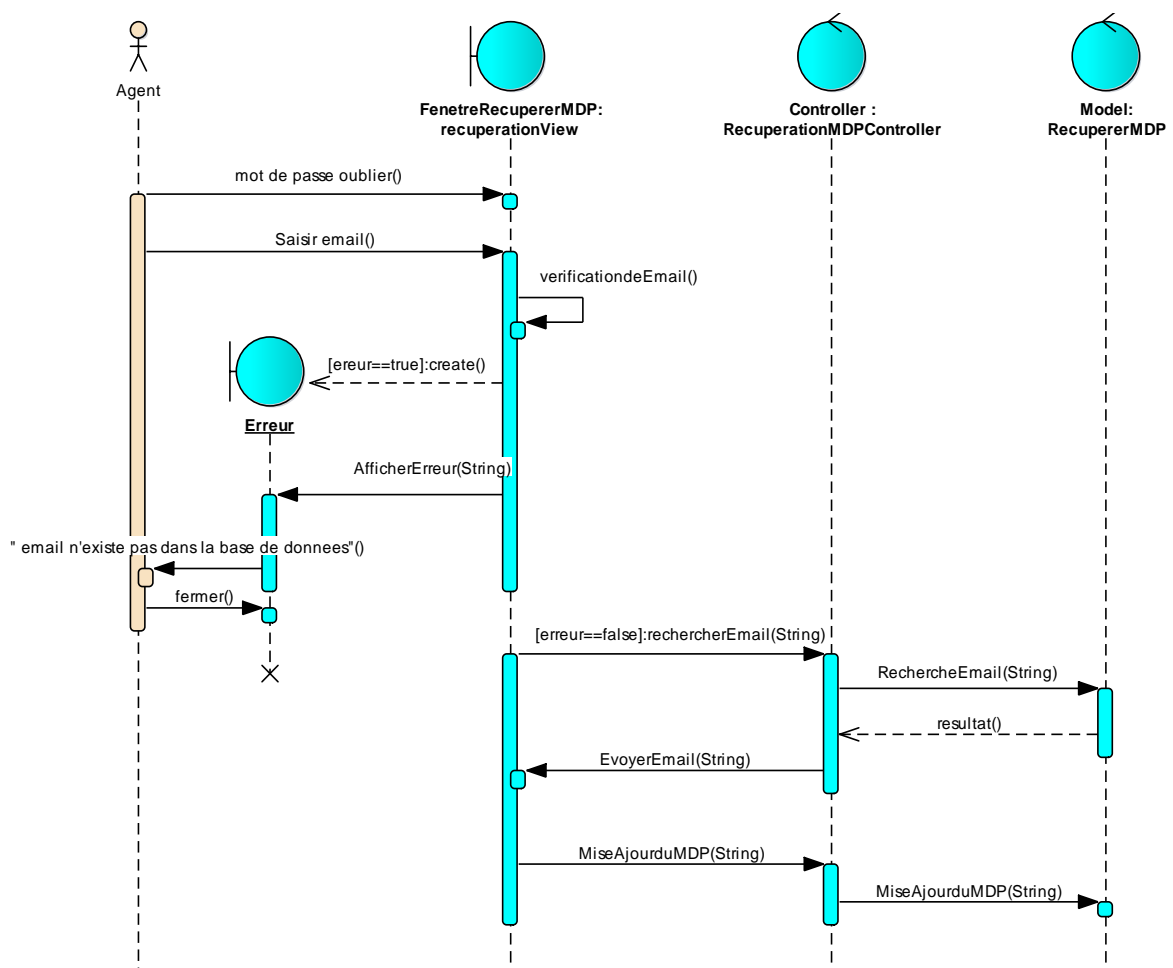 Agent
FenetreRecupererMDP:
recuperationView
Controller :
RecuperationMDPController
Model:
RecupererMDP
mot de passe oublier()
Saisir email()
verificationdeEmail()
[ereur==true]:create()
Erreur
AfficherErreur(String)
" email n'existe pas dans la base de donnees"()
fermer()
[erreur==false]:rechercherEmail(String)
RechercheEmail(String)
resultat()
EvoyerEmail(String)
MiseAjourduMDP(String)
MiseAjourduMDP(String)